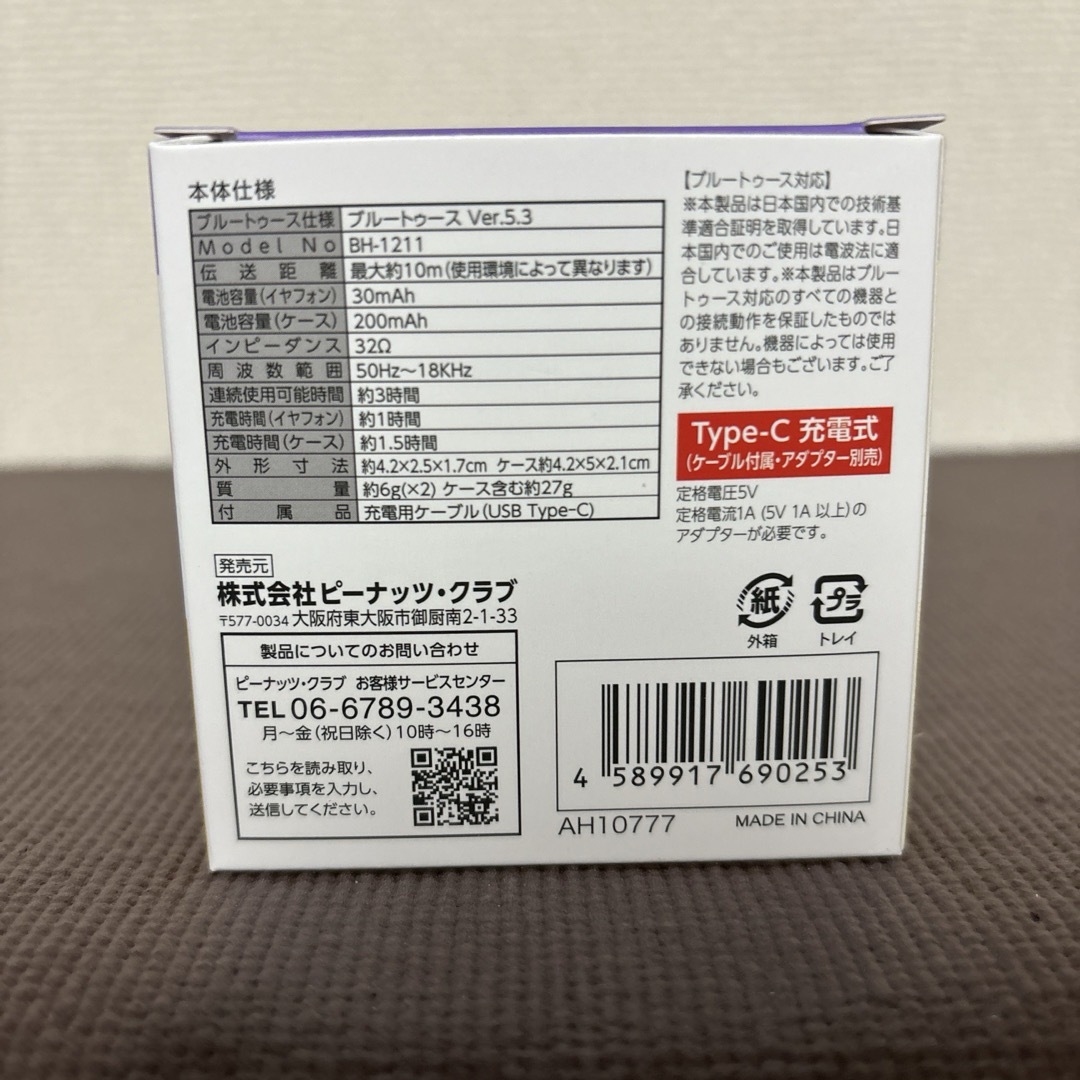 本体仕様
ブルートゥース仕様 ブルートゥース Ver.5.3
Model No BH-1211
伝送距離 最大約10m(使用環境によって異なります)
電池容量(イヤフォン) 30mAh
電池容量(ケース) 200mAh
インピーダンス 32Ω
周波数範囲 50Hz〜18KHz
連続使用可能時間 約3時間
充電時間(イヤフォン) 約1時間
充電時間(ケース) 約1.5時間
外形寸法 約4.2×2.5×1.7cm ケース約4.2×5×2.1cm
質量 約6g(×2) ケース含む約27g
付属品 充電用ケーブル(USB Type-C)
【ブルートゥース対応】
※本製品は日本国内での技術基
準適合証明を取得しています。日
本国内でのご使用は電波法に適
合しています。※本製品はブルー
トゥース対応のすべての機器と
の接続動作を保証したものでは
ありません。機器によっては使用
できない場合もございます。ご了
承ください。
Type-C 充電式
(ケーブル付属・アダプター別売)
定格電圧5V
定格電流1A (5V 1A 以上)の
アダプターが必要です。
発売元
株式会社ピーナッツ・クラブ
〒577-0034 大阪府東大阪市御厨南2-1-33
製品についてのお問い合わせ
ピーナッツ・クラブ お客様サービスセンター
TEL 06-6789-3438
月〜金(祝日除く)10時〜16時
こちらを読み取り、
必要事項を入力し、
送信してください。
紙
外箱
プラ
トレイ
4 589917 690253
AH10777
MADE IN CHINA